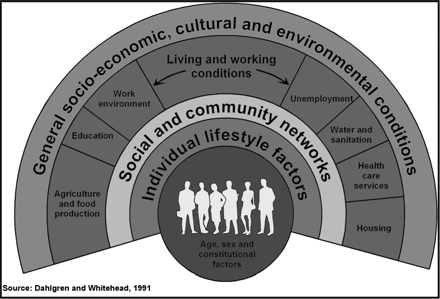 General socio-economic, cultural and environmental conditions
Living and working
conditions
Work
environment
Unemployment
Education
Water and
sanitation
Agriculture
and food
production
Health
care
services
Housing
Social and community networks
Individual lifestyle factors
Age, sex and
constitutional
factors
Source: Dahlgren and Whitehead, 1991